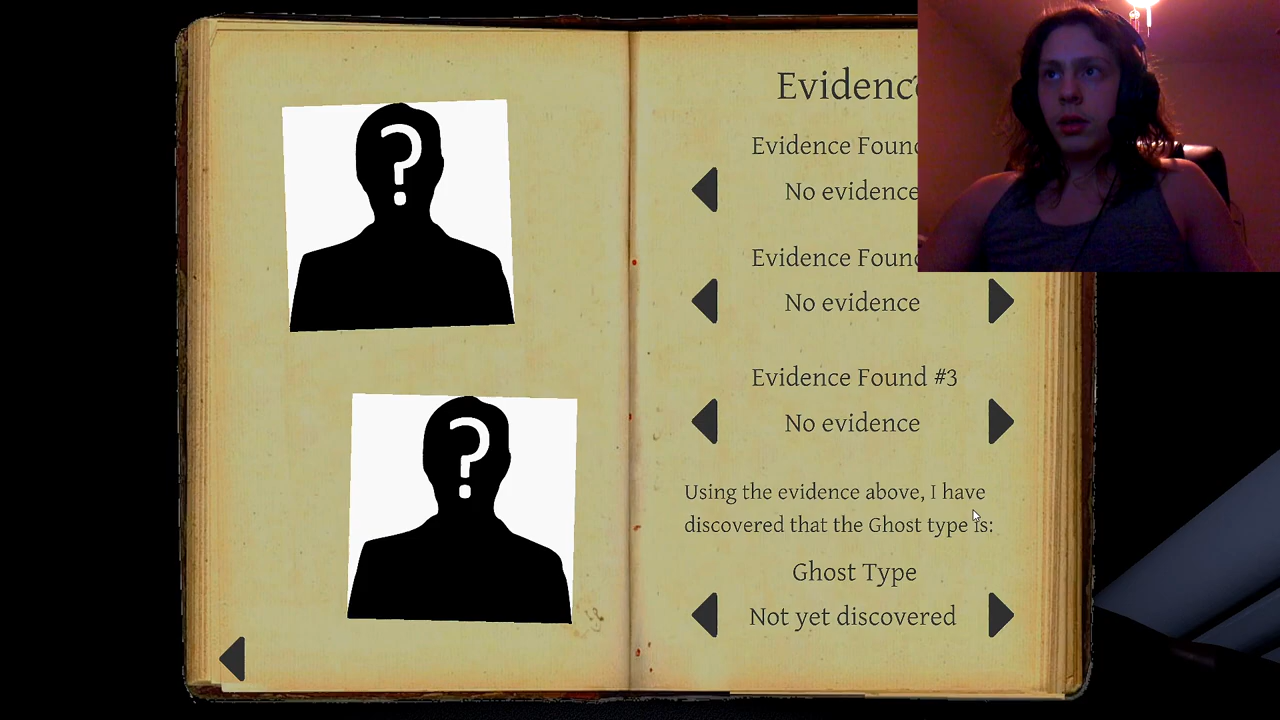 ?
?
Evidenc
Evidence Found
No evidence
Evidence Found
No evidence
Evidence Found #3
No evidence
Using the evidence above, I have
discovered that the Ghost type is:
Ghost Type
Not yet discovered